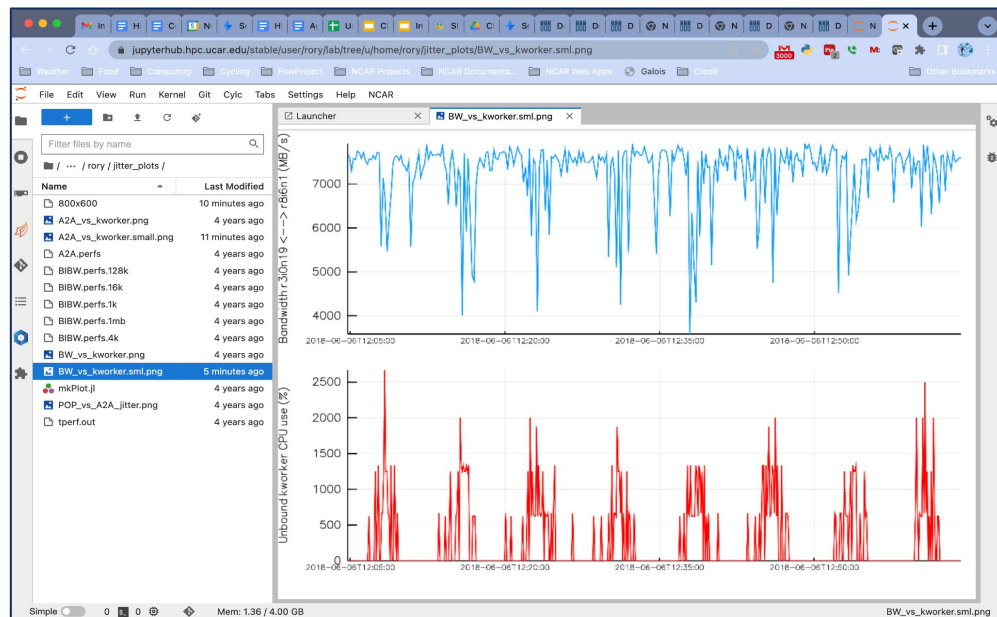 jupyterhub.hpc.ucar.edu/stable/user/rory/lab/tree/u/home/rory/jitter_plots/BW_vs_kworker.sml.png
3000
Weather Food Computing Cycling PowProject NCAR Projects NCAR Documenta... NCAR Web Apps Galois Credit Other Bookmarks
File Edit View Run Kernel Git Cylc Tabs Settings Help NCAR
Launcher BW_vs_kworker.sml.png
Filter files by name
/ ... / rory / jitter_plots /
Name Last Modified
800x600 10 minutes ago
A2A_vs_kworker.png 4 years ago
A2A_vs_kworker.small.png 11 minutes ago
A2A.perfs 4 years ago
BIBW.perfs.128k 4 years ago
BIBW.perfs.16k 4 years ago
BIBW.perfs.1k 4 years ago
BIBW.perfs.1mb 4 years ago
BIBW.perfs.4k 4 years ago
BW_vs_kworker.png 4 years ago
BW_vs_kworker.sml.png 5 minutes ago
mkPlot.jl 4 years ago
POP_vs_A2A_jitter.png 4 years ago
tperf.out 4 years ago
Bandwidth r3i0n19 <---> r8i6n1 (MB/s)
7000
6000
5000
4000
2018-06-06T12:05:00 2018-06-06T12:20:00 2018-06-06T12:35:00 2018-06-06T12:50:00
Unbound kworker CPU use (%)
2500
2000
1500
1000
500
0
2018-06-06T12:05:00 2018-06-06T12:20:00 2018-06-06T12:35:00 2018-06-06T12:50:00
Simple 0 0 Mem: 1.36 / 4.00 GB BW_vs_kworker.sml.png